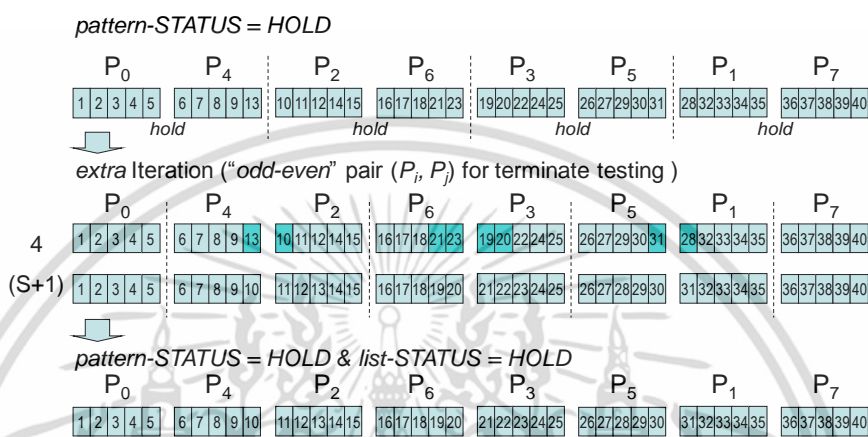 pattern-STATUS = HOLD
P0 P4 P2 P6 P3 P5 P1 P7
1 2 3 4 5 6 7 8 9 13 10 11 12 14 15 16 17 18 21 23 19 20 22 24 25 26 27 29 30 31 28 32 33 34 35 36 37 38 39 40
hold hold hold hold
extra Iteration ("odd-even" pair (Pi, Pj) for terminate testing )
P0 P4 P2 P6 P3 P5 P1 P7
4 1 2 3 4 5 6 7 8 9 13 10 11 12 14 15 16 17 18 21 23 19 20 22 24 25 26 27 29 30 31 28 32 33 34 35 36 37 38 39 40
(S+1) 1 2 3 4 5 6 7 8 9 10 11 12 13 14 15 16 17 18 19 20 21 22 23 24 25 26 27 28 29 30 31 32 33 34 35 36 37 38 39 40
pattern-STATUS = HOLD & list-STATUS = HOLD
P0 P4 P2 P6 P3 P5 P1 P7
1 2 3 4 5 6 7 8 9 10 11 12 13 14 15 16 17 18 19 20 21 22 23 24 25 26 27 28 29 30 31 32 33 34 35 36 37 38 39 40